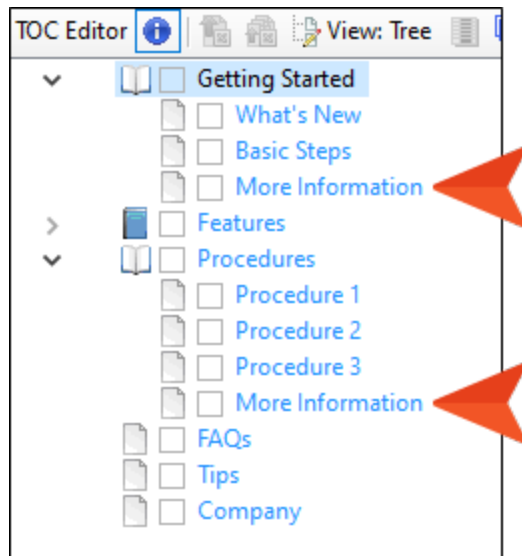 TOC Editor View: Tree
Getting Started
What's New
Basic Steps
More Information
Features
Procedures
Procedure 1
Procedure 2
Procedure 3
More Information
FAQs
Tips
Company